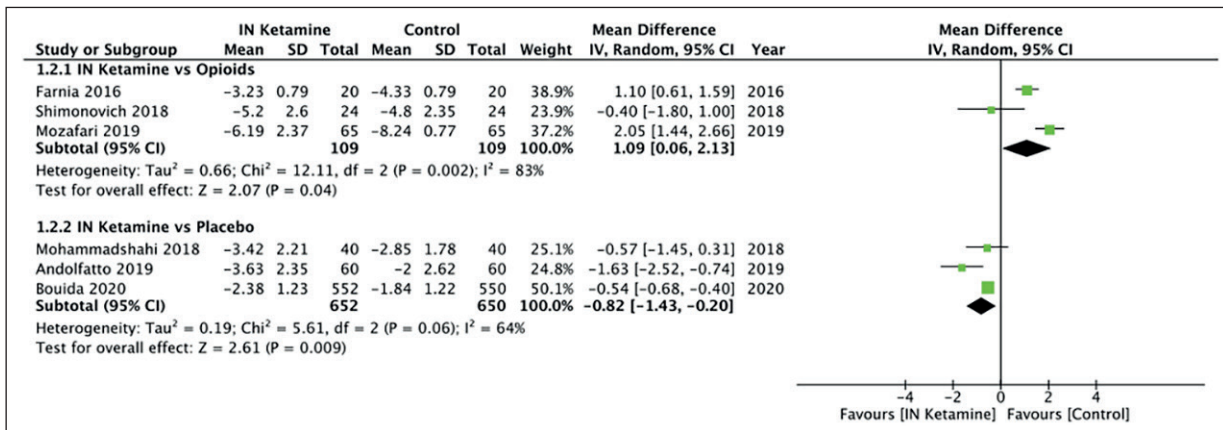 IN Ketamine Control Mean Difference Mean Difference
Study or Subgroup Mean SD Total Mean SD Total Weight IV, Random, 95% CI Year IV, Random, 95% CI
1.2.1 IN Ketamine vs Opioids
Farnia 2016 −3.23 0.79 20 −4.33 0.79 20 38.9% 1.10 [0.61, 1.59] 2016
Shimonovich 2018 −5.2 2.6 24 −4.8 2.35 24 23.9% −0.40 [−1.80, 1.00] 2018
Mozafari 2019 −6.19 2.37 65 −8.24 0.77 65 37.2% 2.05 [1.44, 2.66] 2019
Subtotal (95% CI) 109 109 100.0% 1.09 [0.06, 2.13]
Heterogeneity: Tau² = 0.66; Chi² = 12.11, df = 2 (P = 0.002); I² = 83%
Test for overall effect: Z = 2.07 (P = 0.04)
1.2.2 IN Ketamine vs Placebo
Mohammadshahi 2018 −3.42 2.21 40 −2.85 1.78 40 25.1% −0.57 [−1.45, 0.31] 2018
Andolfatto 2019 −3.63 2.35 60 −2 2.62 60 24.8% −1.63 [−2.52, −0.74] 2019
Bouida 2020 −2.38 1.23 552 −1.84 1.22 550 50.1% −0.54 [−0.68, −0.40] 2020
Subtotal (95% CI) 652 650 100.0% −0.82 [−1.43, −0.20]
Heterogeneity: Tau² = 0.19; Chi² = 5.61, df = 2 (P = 0.06); I² = 64%
Test for overall effect: Z = 2.61 (P = 0.009)
−4 −2 0 2 4
Favours [IN Ketamine] Favours [Control]